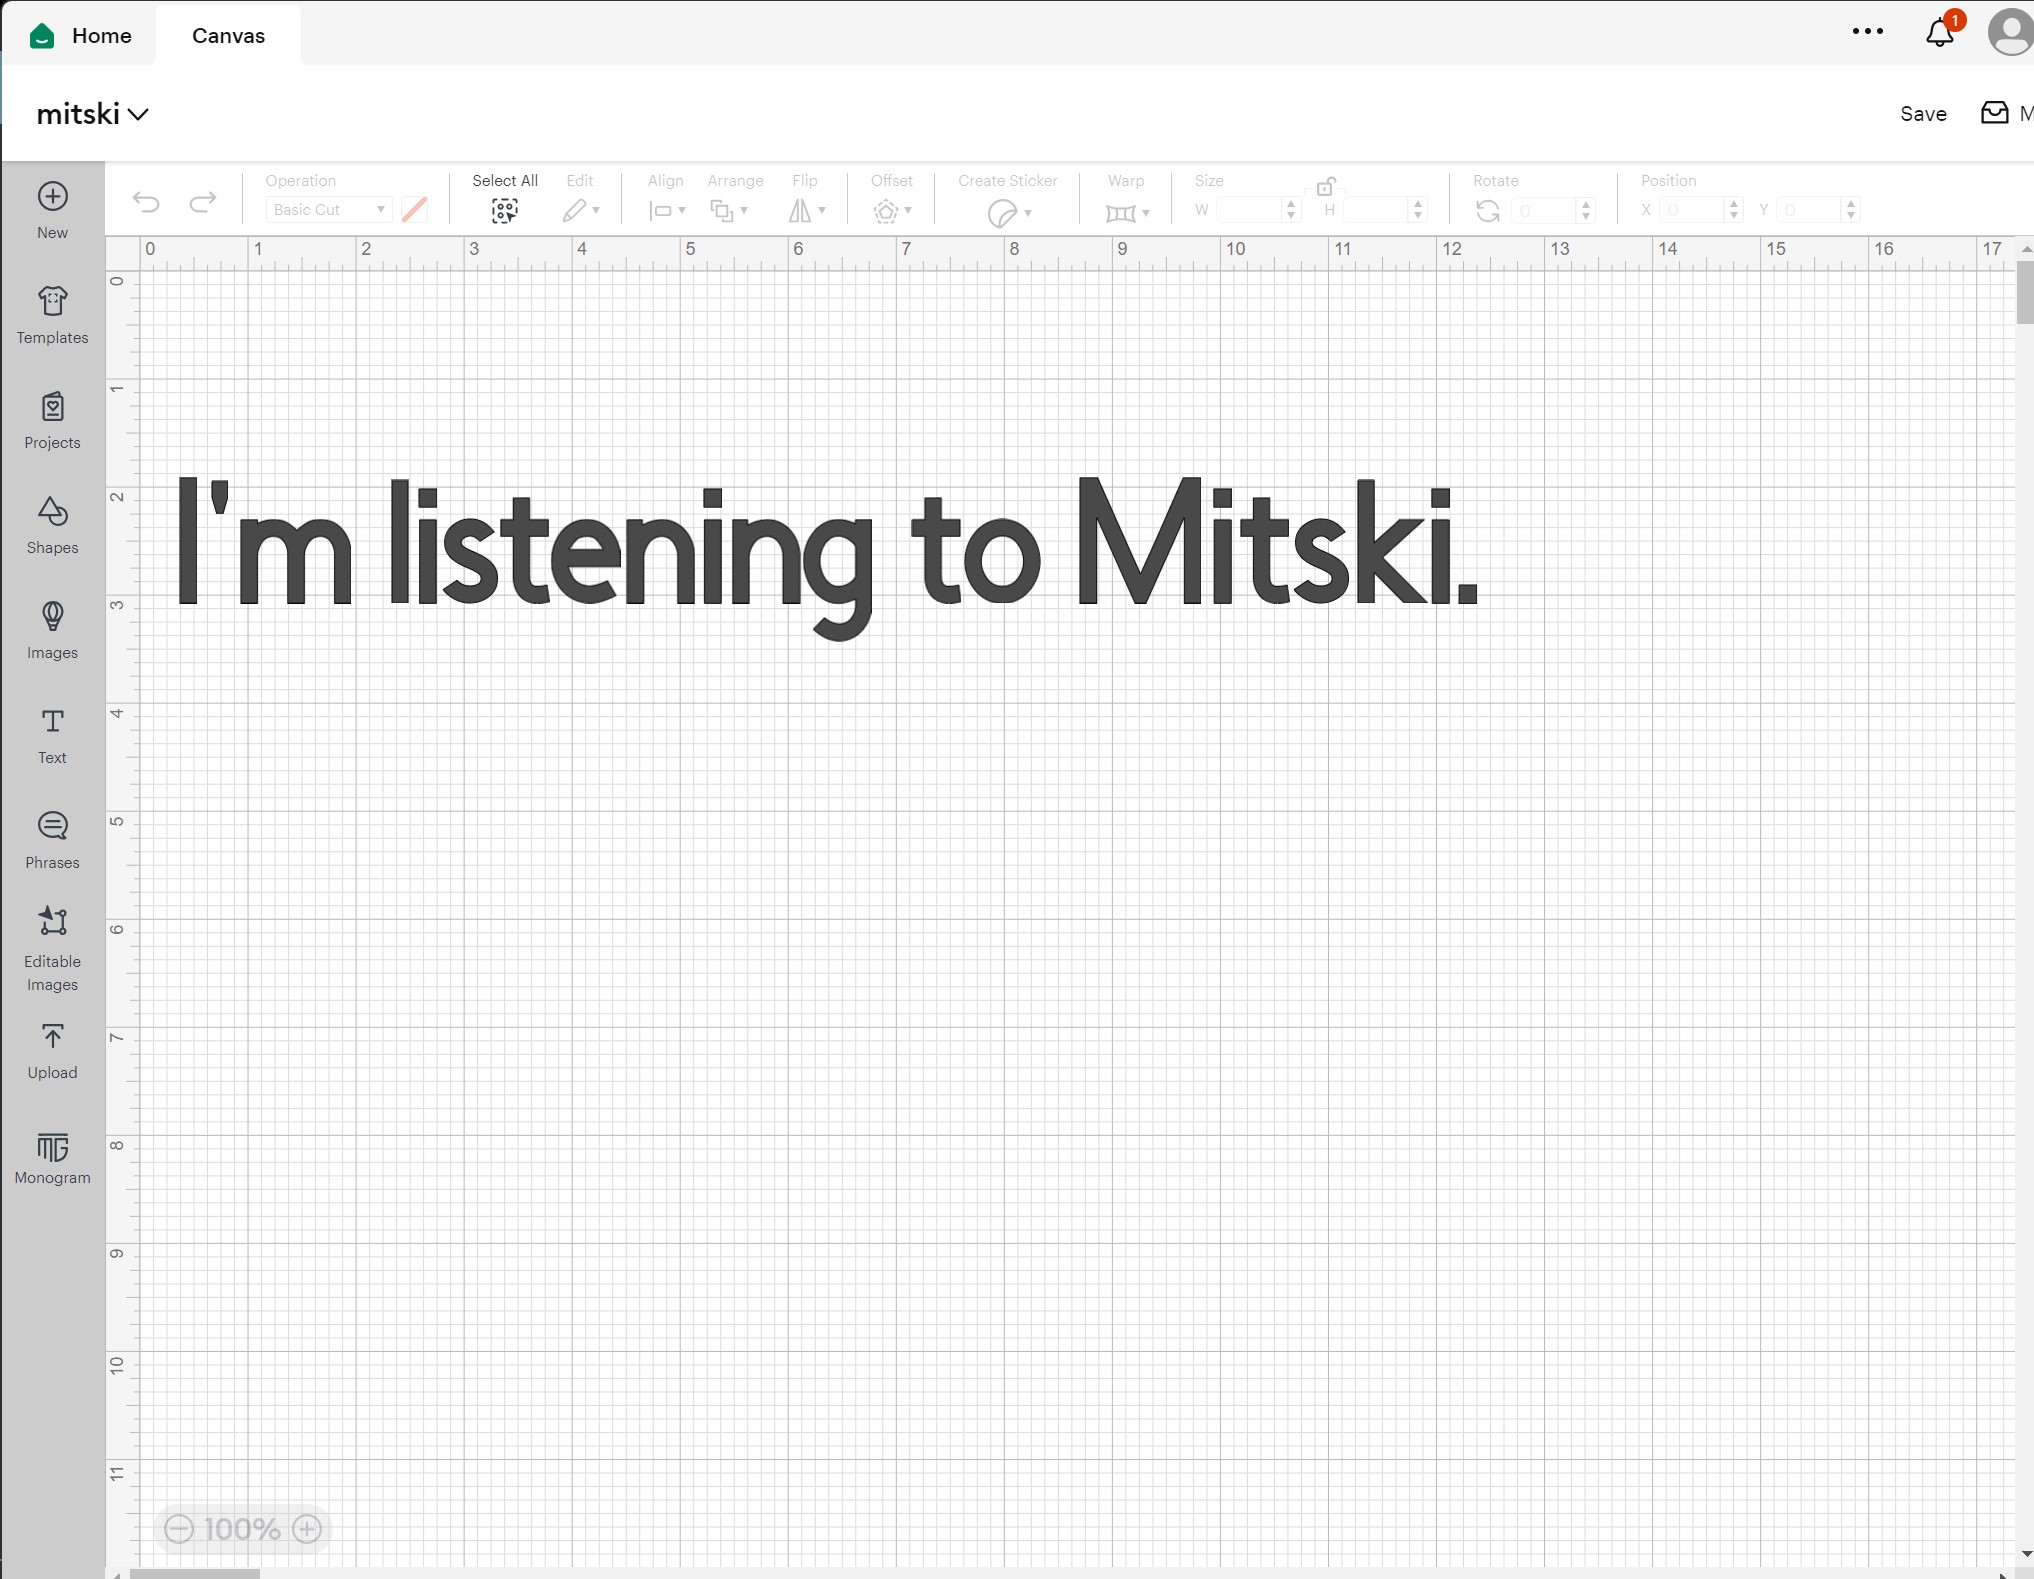 Home
Canvas
1
mitski
Save
M
Operation
Basic Cut
Select All
Edit
Align
Arrange
Flip
Offset
Create Sticker
Warp
Size
W
H
Rotate
0
Position
X 0
Y 0
New
Templates
Projects
Shapes
Images
Text
Phrases
Editable
Images
Upload
Monogram
0 1 2 3 4 5 6 7 8 9 10 11 12 13 14 15 16 17
0
1
2
3
4
5
6
7
8
9
10
11
I'm listening to Mitski.
100%